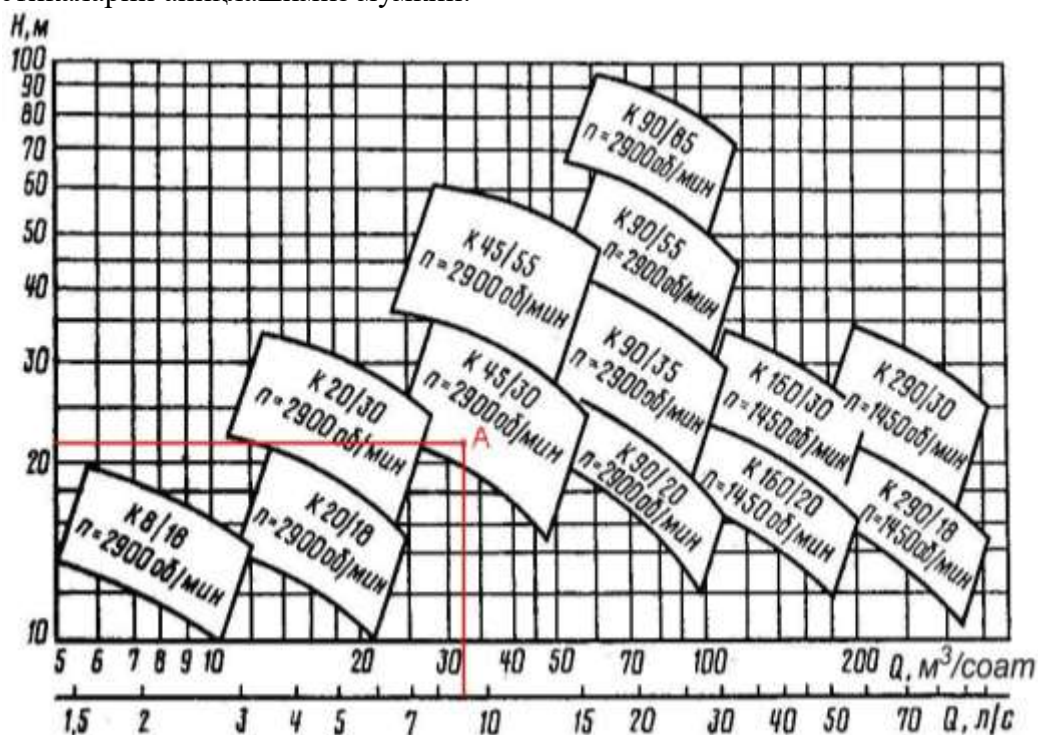 H,м
100
90
80
70
60
50
40
30
20
10
К 90/85
n=2900об/мин
К 90/55
n=2900об/мин
К 45/55
n=2900об/мин
К 90/35
n=2900об/мин
К 45/30
n=2900об/мин
К 20/30
n=2900об/мин
К 160/30
n=1450об/мин
К 290/30
n=1450об/мин
A
К 8/18
n=2900об/мин
К 20/18
n=2900об/мин
К 90/20
n=2900об/мин
К 160/20
n=1450об/мин
К 290/18
n=1450об/мин
5 6 7 8 9 10 20 30 40 50 70 100 200 Q, м³/соат
1,5 2 3 4 5 7 10 15 20 30 40 50 70 Q, л/с